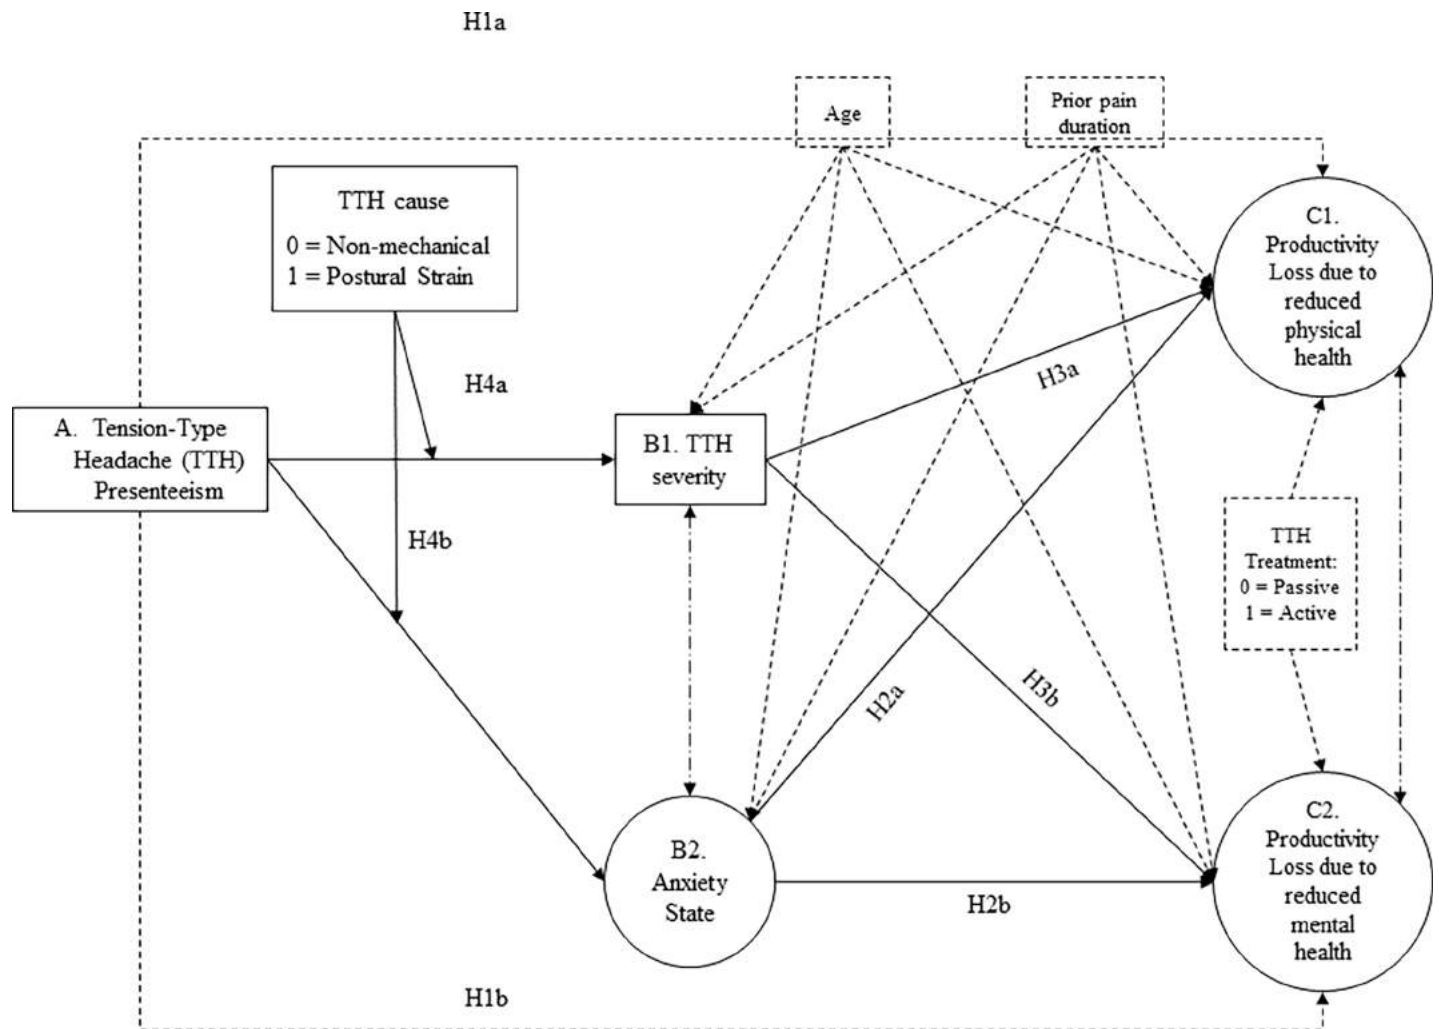 H1a
Age
Prior pain
duration
TTH cause
0 = Non-mechanical
1 = Postural Strain
C1.
Productivity
Loss due to
reduced
physical
health
H4a
H3a
A. Tension-Type
Headache (TTH)
Presenteeism
B1. TTH
severity
H4b
TTH
Treatment:
0 = Passive
1 = Active
H2a
H3b
B2.
Anxiety
State
H2b
C2.
Productivity
Loss due to
reduced
mental
health
H1b